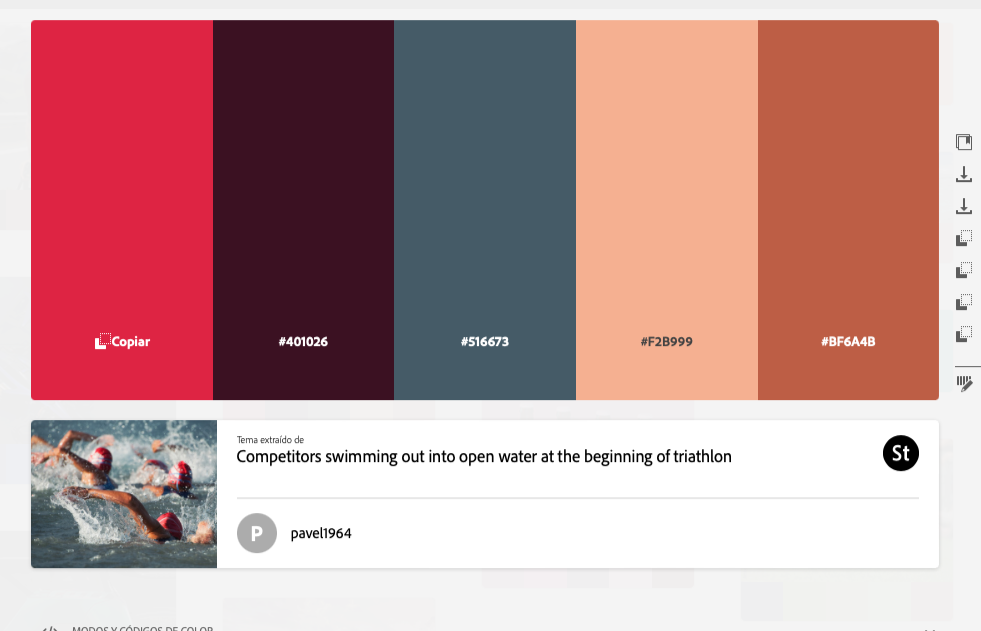 Copiar
#401026
#516673
#F2B999
#BF6A4B
Tema extraído de
Competitors swimming out into open water at the beginning of triathlon
St
P
pavel1964
</> MODOS Y CÓDIGOS DE COLOR